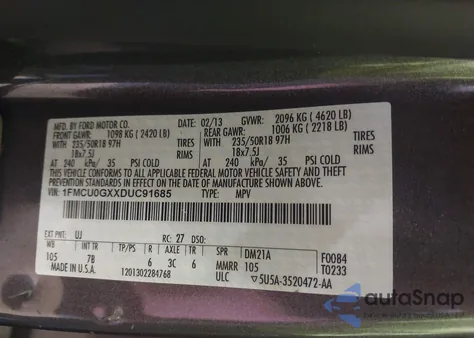 MFD. BY FORD MOTOR CO.
02/13
GVWR: 2096 KG ( 4620 LB)
FRONT GAWR: 1098 KG ( 2420 LB)
REAR GAWR: 1006 KG ( 2218 LB)
WITH 235/50R18 97H TIRES
18x7.5J RIMS
AT 240 kPa/ 35 PSI COLD
WITH 235/50R18 97H TIRES
18x7.5J RIMS
AT 240 kPa/ 35 PSI COLD
THIS VEHICLE CONFORMS TO ALL APPLICABLE FEDERAL MOTOR VEHICLE SAFETY AND THEFT PREVENTION STANDARDS IN EFFECT ON THE DATE OF MANUFACTURE SHOWN ABOVE.
VIN: 1FMCU0GXXDUC91685
TYPE: MPV
EXT PNT: UJ RC: 27 DSO:
WB INT TR TP/PS R AXLE TR SPR DM21A F0084
105 7B 6 3C 6 MMRR 105 T0233
MADE IN U.S.A. 1201302284768 ULC 5U5A-3520472-AA
autoSnap